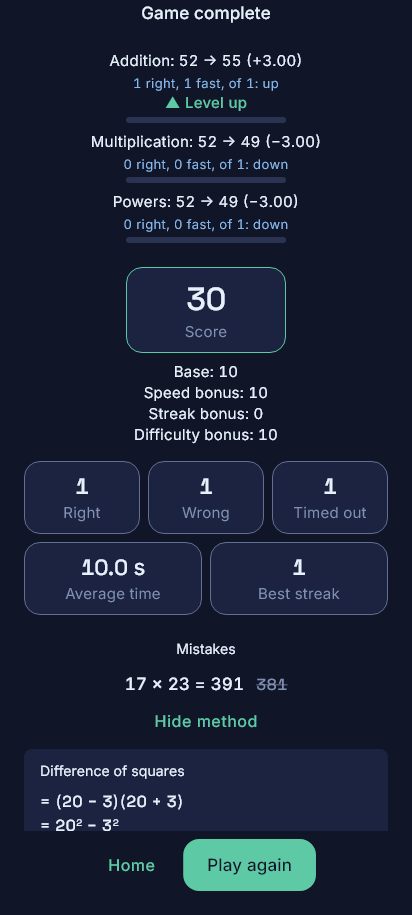 Game complete
Addition: 52 → 55 (+3.00)
1 right, 1 fast, of 1: up
▲ Level up
Multiplication: 52 → 49 (−3.00)
0 right, 0 fast, of 1: down
Powers: 52 → 49 (−3.00)
0 right, 0 fast, of 1: down
30
Score
Base: 10
Speed bonus: 10
Streak bonus: 0
Difficulty bonus: 10
1
Right
1
Wrong
1
Timed out
10.0 s
Average time
1
Best streak
Mistakes
17 × 23 = 391 381
Hide method
Difference of squares
= (20 − 3)(20 + 3)
= 20² − 3²
Home
Play again